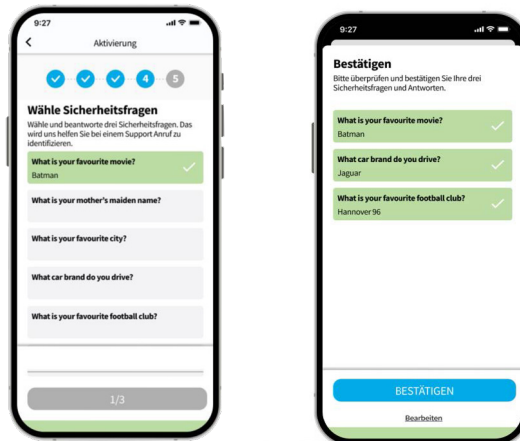 9:27
Aktivierung
4
5
Wähle Sicherheitsfragen
Wähle und beantworte drei Sicherheitsfragen. Das
wird uns helfen Sie bei einem Support Anruf zu
identifizieren.
What is your favourite movie?
Batman
What is your mother's maiden name?
What is your favourite city?
What car brand do you drive?
What is your favourite football club?
1/3
9:27
Bestätigen
Bitte überprüfen und bestätigen Sie Ihre drei
Sicherheitsfragen und Antworten.
What is your favourite movie?
Batman
What car brand do you drive?
Jaguar
What is your favourite football club?
Hannover 96
BESTÄTIGEN
Bearbeiten